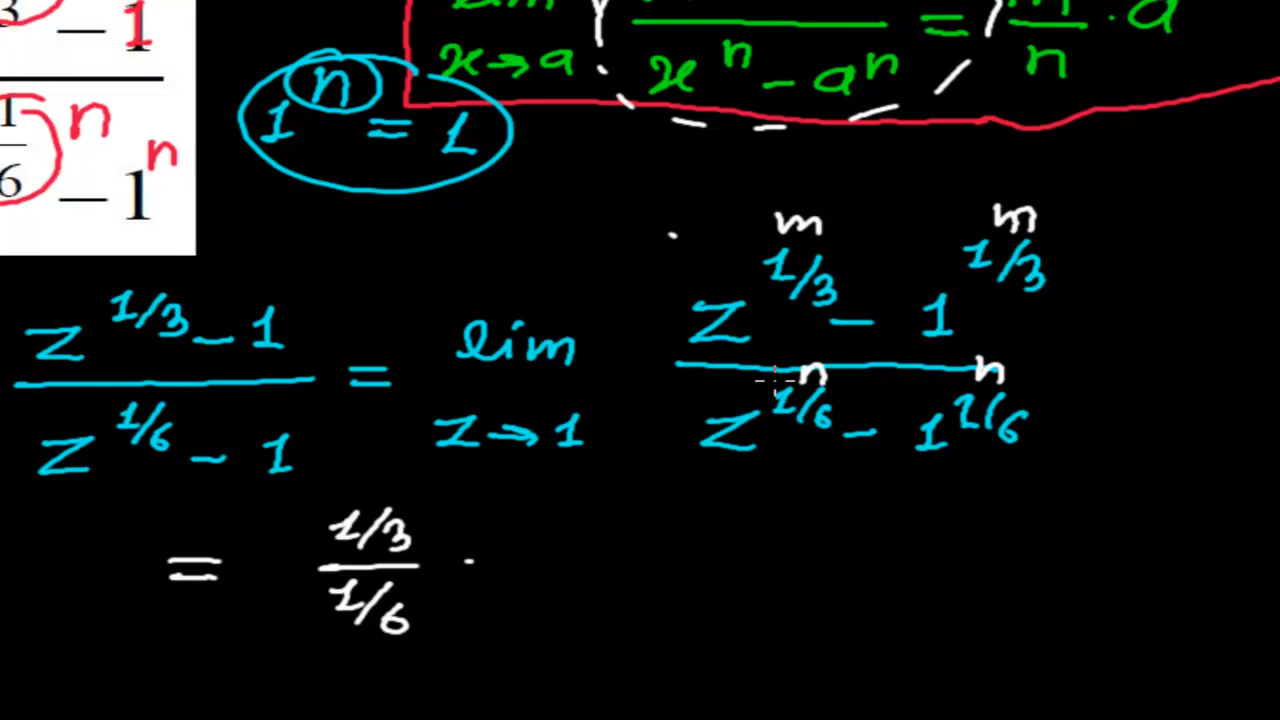 3 − 1
lim x→a xⁿ − aⁿ = m/n · a
1/6 n − 1ⁿ
1ⁿ = 1
m m
z^1/3 − 1 / z^1/6 − 1 = lim z→1 z^1/3 − 1^1/3 / z^1/6 − 1^1/6
n n
= 1/3 / 1/6 ·